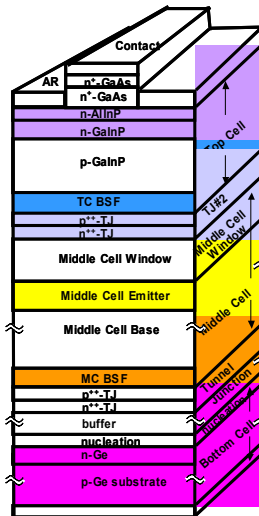 Contact
AR
n⁺-GaAs
n⁺-GaAs
n-AlInP
n-GaInP
p-GaInP
TC BSF
p⁺⁺-TJ
n⁺⁺-TJ
Middle Cell Window
Middle Cell Emitter
Middle Cell Base
MC BSF
p⁺⁺-TJ
n⁺⁺-TJ
buffer
nucleation
n-Ge
p-Ge substrate
Top Cell
TJ#2
Middle Cell
Window
Middle Cell
Tunnel
Junction
nucleation
Bottom Cell